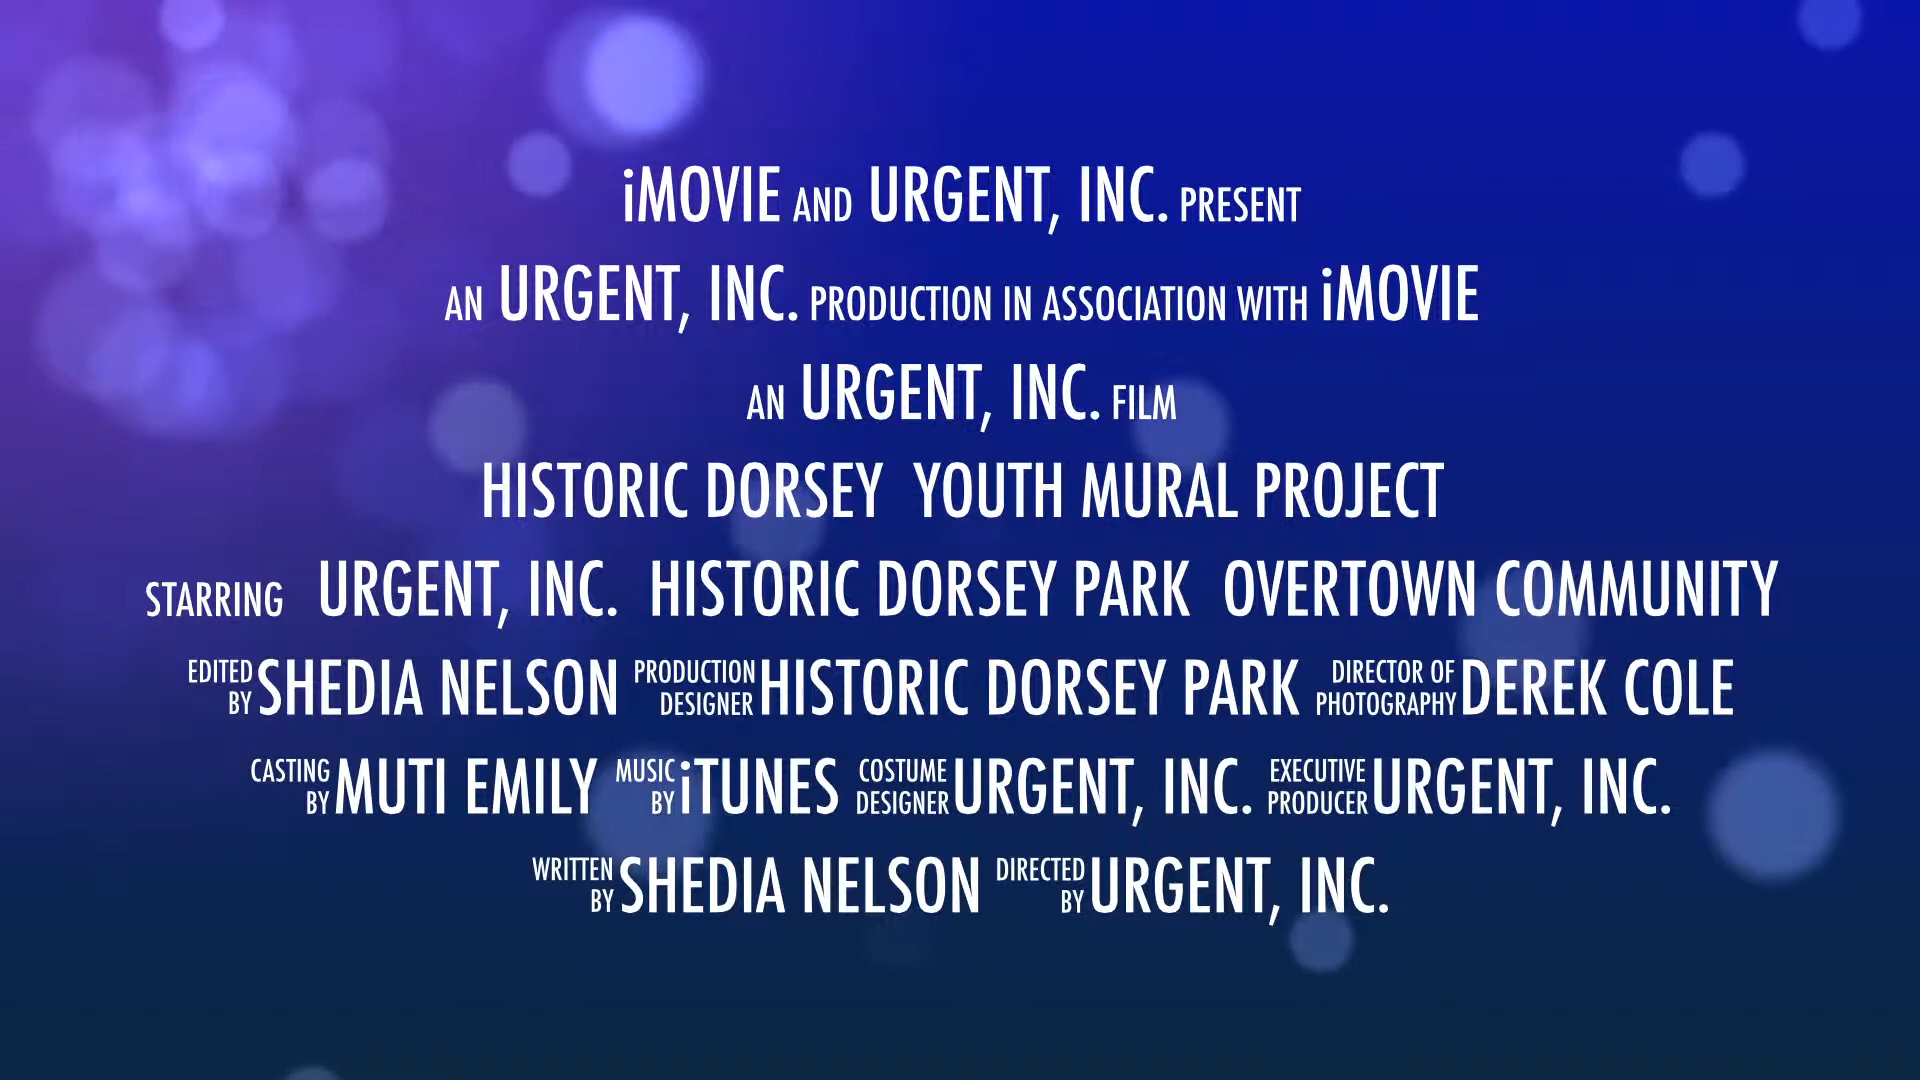 iMOVIE AND URGENT, INC. PRESENT
AN URGENT, INC. PRODUCTION IN ASSOCIATION WITH iMOVIE
AN URGENT, INC. FILM
HISTORIC DORSEY YOUTH MURAL PROJECT
STARRING URGENT, INC. HISTORIC DORSEY PARK OVERTOWN COMMUNITY
EDITED BY SHEDIA NELSON PRODUCTION DESIGNER HISTORIC DORSEY PARK DIRECTOR OF PHOTOGRAPHY DEREK COLE
CASTING BY MUTI EMILY MUSIC BY iTUNES COSTUME DESIGNER URGENT, INC. EXECUTIVE PRODUCER URGENT, INC.
WRITTEN BY SHEDIA NELSON DIRECTED BY URGENT, INC.